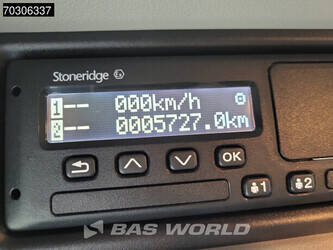 70306337
Stoneridge
1-- 000km/h
2-- 0005727.0km
OK
1
2
BAS WORLD